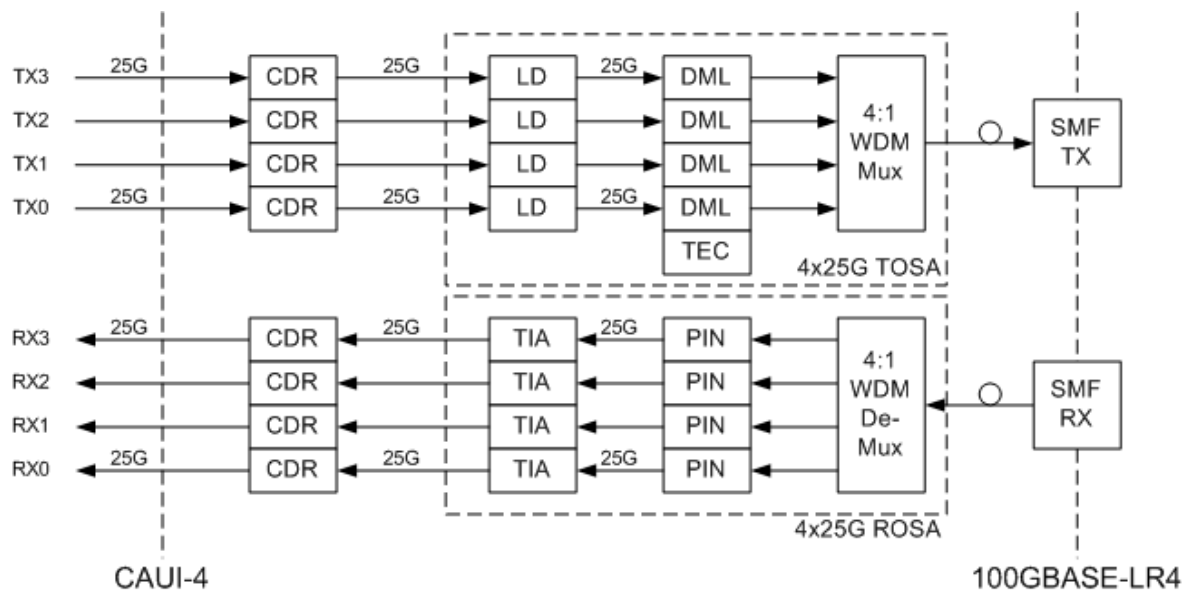 TX3 25G CDR 25G LD 25G DML
TX2 CDR LD DML
TX1 CDR LD DML
TX0 25G CDR 25G LD 25G DML
TEC
4:1
WDM
Mux
SMF
TX
4x25G TOSA
RX3 25G CDR 25G TIA 25G PIN
RX2 CDR TIA PIN
RX1 CDR TIA PIN
RX0 25G CDR 25G TIA 25G PIN
4:1
WDM
De-
Mux
SMF
RX
4x25G ROSA
CAUI-4
100GBASE-LR4